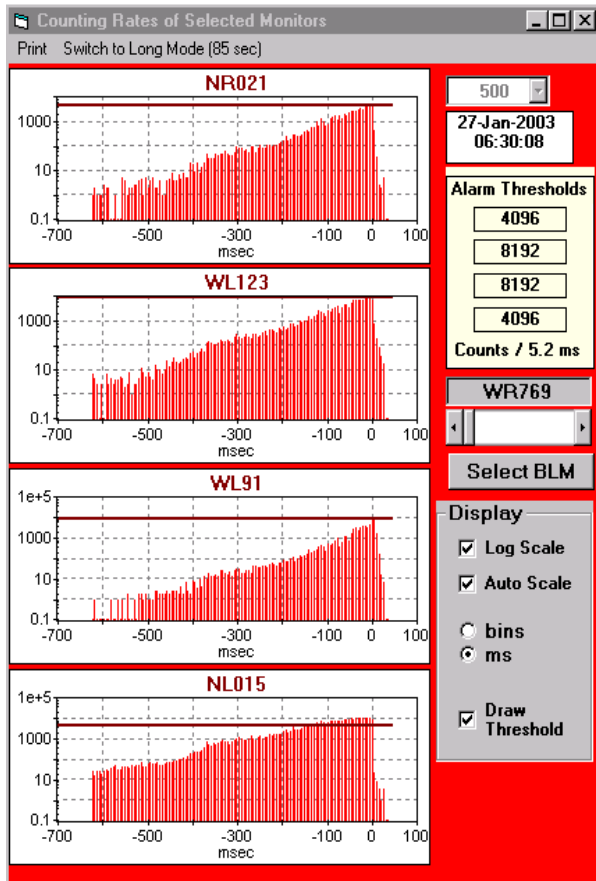 Counting Rates of Selected Monitors
Print Switch to Long Mode (85 sec)
NR021
1000
10
0.1
-700 -500 -300 -100 0 100
msec
WL123
1000
10
0.1
-700 -500 -300 -100 0 100
msec
WL91
1e+5
1000
10
0.1
-700 -500 -300 -100 0 100
msec
NL015
1e+5
1000
10
0.1
-700 -500 -300 -100 0 100
msec
500
27-Jan-2003
06:30:08
Alarm Thresholds
4096
8192
8192
4096
Counts / 5.2 ms
WR769
Select BLM
Display
Log Scale
Auto Scale
bins
ms
Draw
Threshold